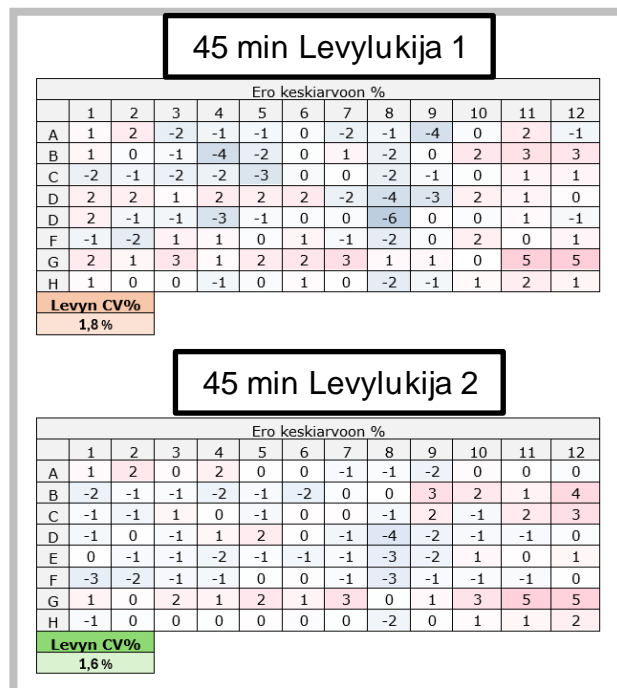 45 min Levylukija 1
Ero keskiarvoon %
1 2 3 4 5 6 7 8 9 10 11 12
A 1 2 -2 -1 -1 0 -2 -1 -4 0 2 -1
B 1 0 -1 -4 -2 0 1 -2 0 2 3 3
C -2 -1 -2 -2 -3 0 0 -2 -1 0 1 1
D 2 2 1 2 2 2 -2 -4 -3 2 1 0
D 2 -1 -1 -3 -1 0 0 -6 0 0 1 -1
F -1 -2 1 1 0 1 -1 -2 0 2 0 1
G 2 1 3 1 2 2 3 1 1 0 5 5
H 1 0 0 -1 0 1 0 -2 -1 1 2 1
Levyn CV%
1,8 %
45 min Levylukija 2
Ero keskiarvoon %
1 2 3 4 5 6 7 8 9 10 11 12
A 1 2 0 2 0 0 -1 -1 -2 0 0 0
B -2 -1 -1 -2 -1 -2 0 0 3 2 1 4
C -1 -1 1 0 -1 0 0 -1 2 -1 2 3
D -1 0 -1 1 2 0 -1 -4 -2 -1 -1 0
E 0 -1 -1 -2 -1 -1 -1 -3 -2 1 0 1
F -3 -2 -1 -1 0 0 -1 -3 -1 -1 -1 0
G 1 0 2 1 2 1 3 0 1 3 5 5
H -1 0 0 0 0 0 0 -2 0 1 1 2
Levyn CV%
1,6 %